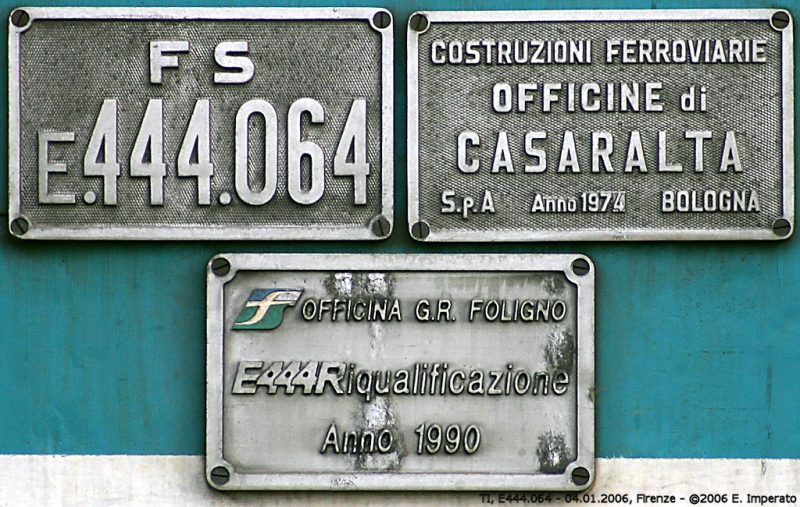 FS
E.444.064
COSTRUZIONI FERROVIARIE
OFFICINE di
CASARALTA
S.p.A Anno 1974 BOLOGNA
OFFICINA G.R. FOLIGNO
E444Riqualificazione
Anno 1990
TI, E444.064 - 04.01.2006, Firenze - ©2006 E. Imperato